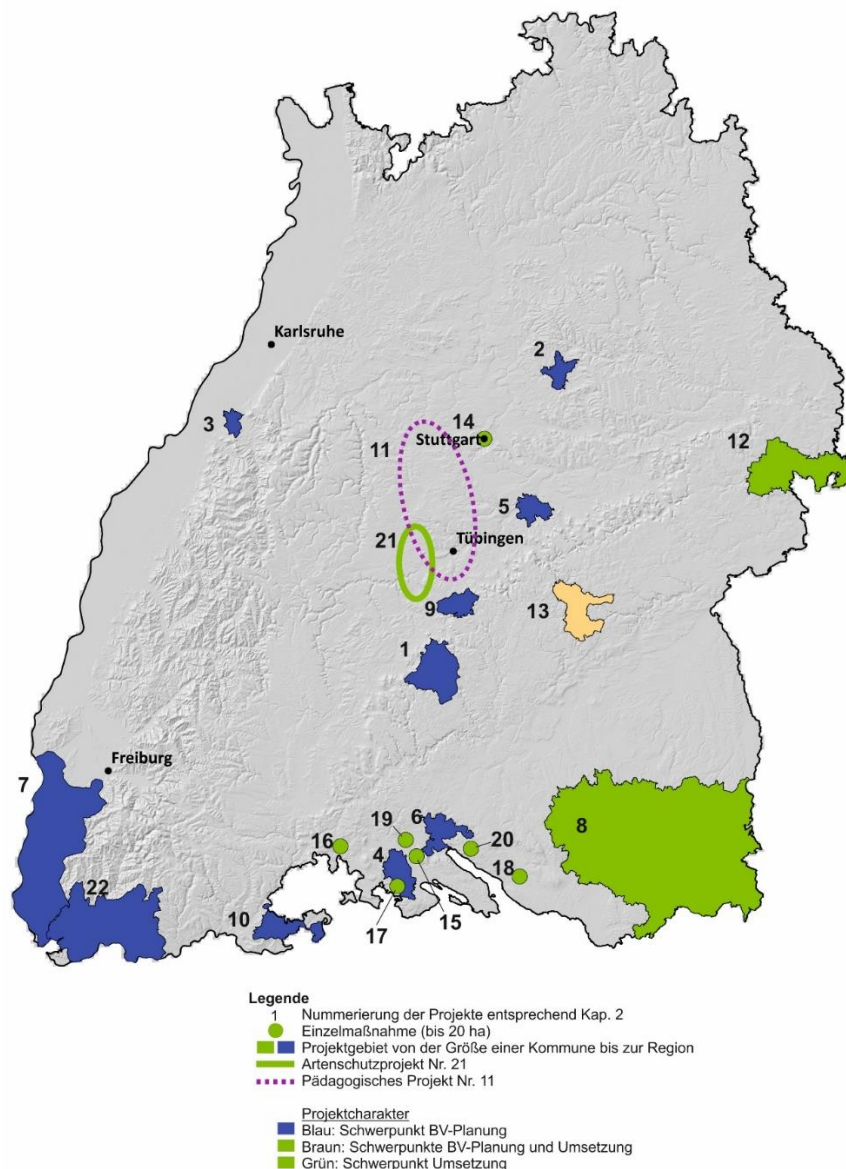 Karlsruhe
2
3
14
Stuttgart
11
12
5
21
Tübingen
9
13
1
Freiburg
7
6
19
8
16
4
20
18
22
15
10
17
Legende
1 Nummerierung der Projekte entsprechend Kap. 2
Einzelmaßnahme (bis 20 ha)
Projektgebiet von der Größe einer Kommune bis zur Region
Artenschutzprojekt Nr. 21
Pädagogisches Projekt Nr. 11
Projektcharakter
Blau: Schwerpunkt BV-Planung
Braun: Schwerpunkte BV-Planung und Umsetzung
Grün: Schwerpunkt Umsetzung